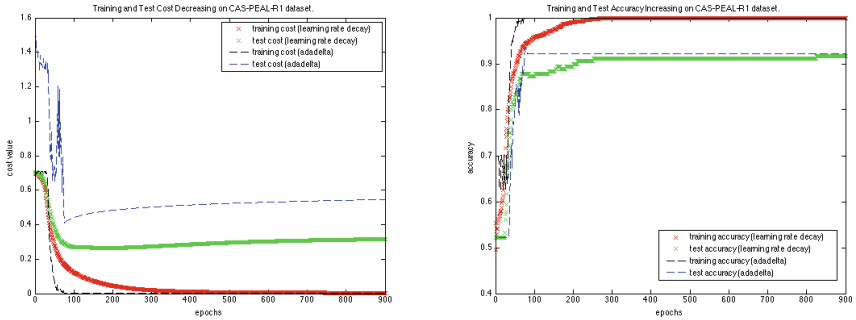 Training and Test Cost Decreasing on CAS-PEAL-R1 dataset.
1.6
1.4
1.2
1
0.8
0.6
0.4
0.2
0
cost value
0 100 200 300 400 500 600 700 800 900
epochs
training cost (learning rate decay)
test cost (learning rate decay)
training cost (adadelta)
test cost (adadelta)
Training and Test Accuracy Increasing on CAS-PEAL-R1 dataset.
1
0.9
0.8
0.7
0.6
0.5
0.4
accuracy
0 100 200 300 400 500 600 700 800 900
epochs
training accuracy (learning rate decay)
test accuracy (learning rate decay)
training accuracy (adadelta)
test accuracy (adadelta)